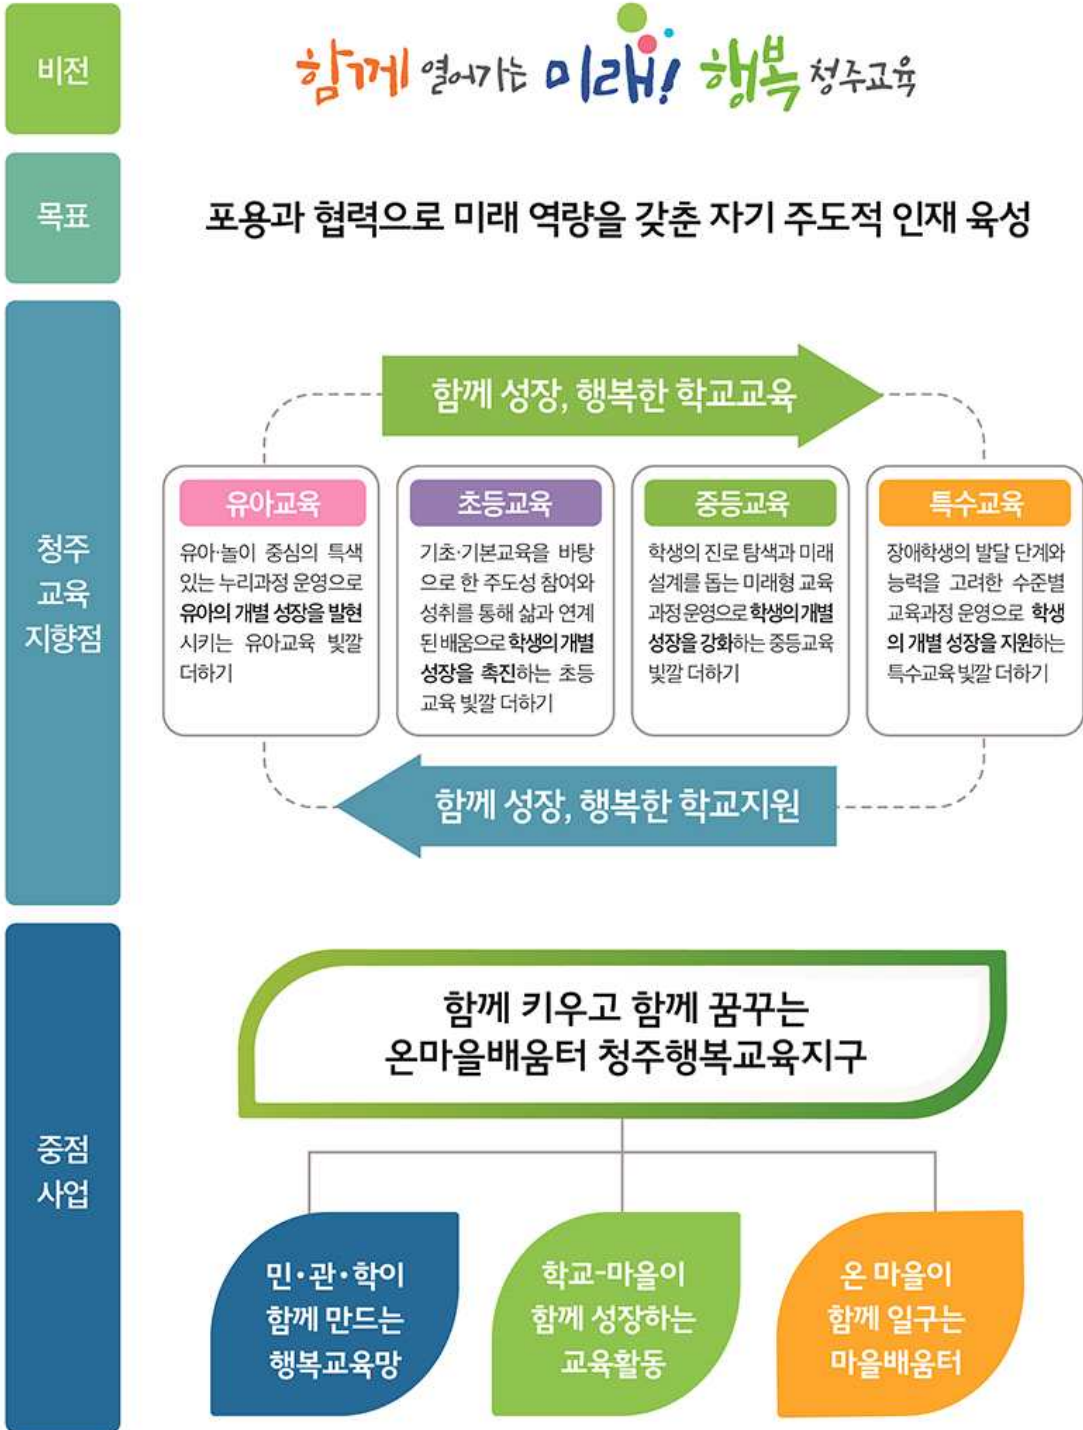 비전
함께 열어가는 미래! 행복 청주교육
목표
포용과 협력으로 미래 역량을 갖춘 자기 주도적 인재 육성
청주
교육
지향점
함께 성장, 행복한 학교교육
유아교육
유아·놀이 중심의 특색
있는 누리과정 운영으로
유아의 개별 성장을 발현
시키는 유아교육 빛깔
더하기
초등교육
기초·기본교육을 바탕
으로 한 주도성 참여와
성취를 통해 삶과 연계
된 배움으로 학생의 개별
성장을 촉진하는 초등
교육 빛깔 더하기
중등교육
학생의 진로 탐색과 미래
설계를 돕는 미래형 교육
과정 운영으로 학생의 개별
성장을 강화하는 중등교육
빛깔 더하기
특수교육
장애학생의 발달 단계와
능력을 고려한 수준별
교육과정 운영으로 학생
의 개별 성장을 지원하는
특수교육 빛깔 더하기
함께 성장, 행복한 학교지원
중점
사업
함께 키우고 함께 꿈꾸는
온마을배움터 청주행복교육지구
민·관·학이
함께 만드는
행복교육망
학교-마을이
함께 성장하는
교육활동
온 마을이
함께 일구는
마을배움터